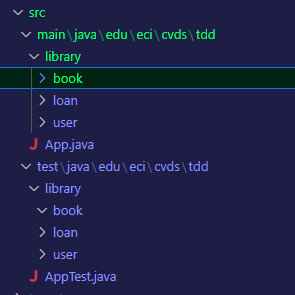 src
main\java\edu\eci\cvds\tdd
library
book
loan
user
App.java
test\java\edu\eci\cvds\tdd
library
book
loan
user
AppTest.java